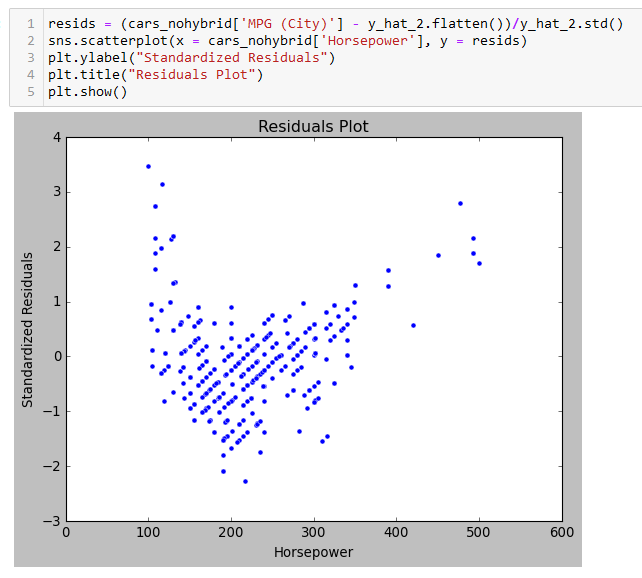 1 resids = (cars_nohybrid['MPG (City)'] - y_hat_2.flatten())/y_hat_2.std()
2 sns.scatterplot(x = cars_nohybrid['Horsepower'], y = resids)
3 plt.ylabel("Standardized Residuals")
4 plt.title("Residuals Plot")
5 plt.show()
Residuals Plot
4
3
2
1
0
−1
−2
−3
Standardized Residuals
0 100 200 300 400 500 600
Horsepower